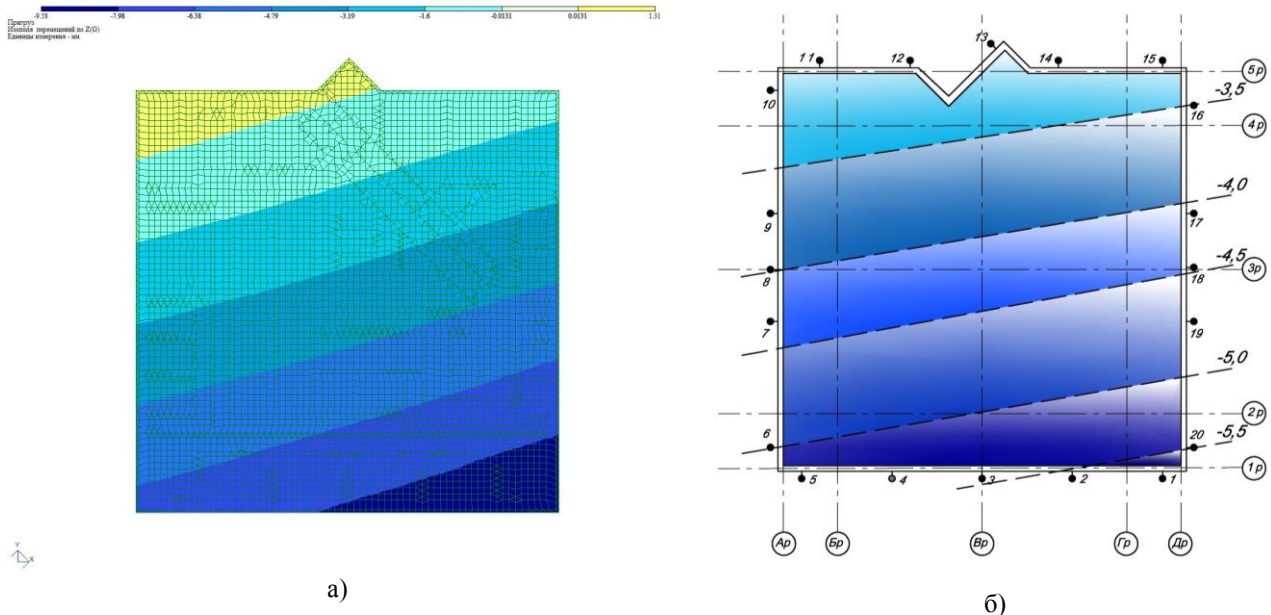 -9.56 -7.96 -6.38 -4.79 -3.19 -1.6 -0.0131 0.0131 1.31
Пригруз
Изополя перемещений по Z(G)
Единицы измерения - мм
Y
X
а)
11 12 13 14 15
5р
-3,5
10 16
4р
-4,0
9 17
-4,5
8 18
3р
7 19
-5,0
2р
-5,5
6 20
1р
5 4 3 2 1
Ар Бр Вр Гр Др
б)